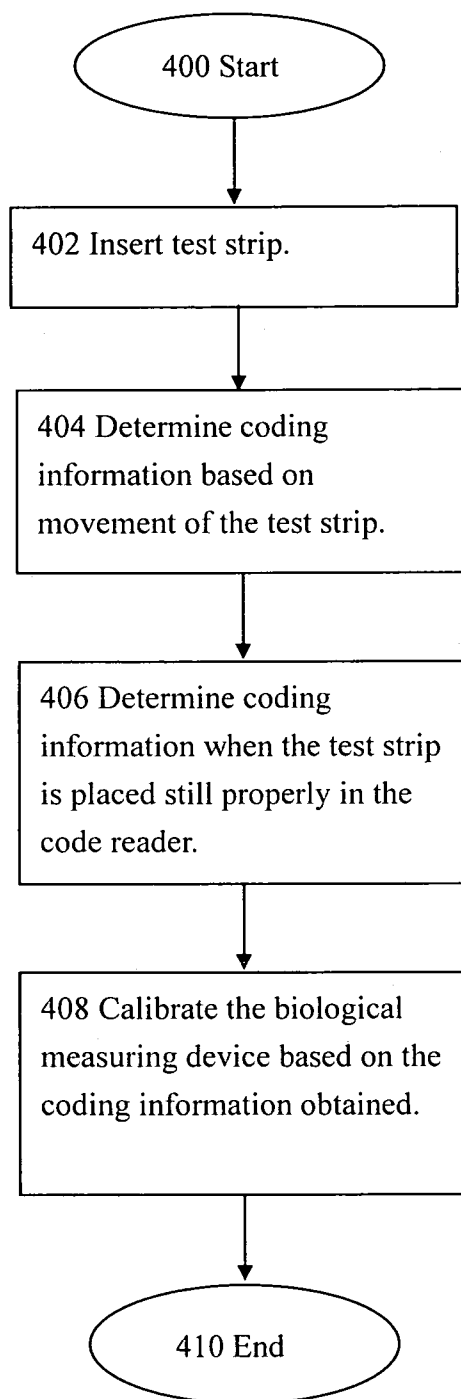 400 Start
402 Insert test strip.
404 Determine coding
information based on
movement of the test strip.
406 Determine coding
information when the test strip
is placed still properly in the
code reader.
408 Calibrate the biological
measuring device based on the
coding information obtained.
410 End